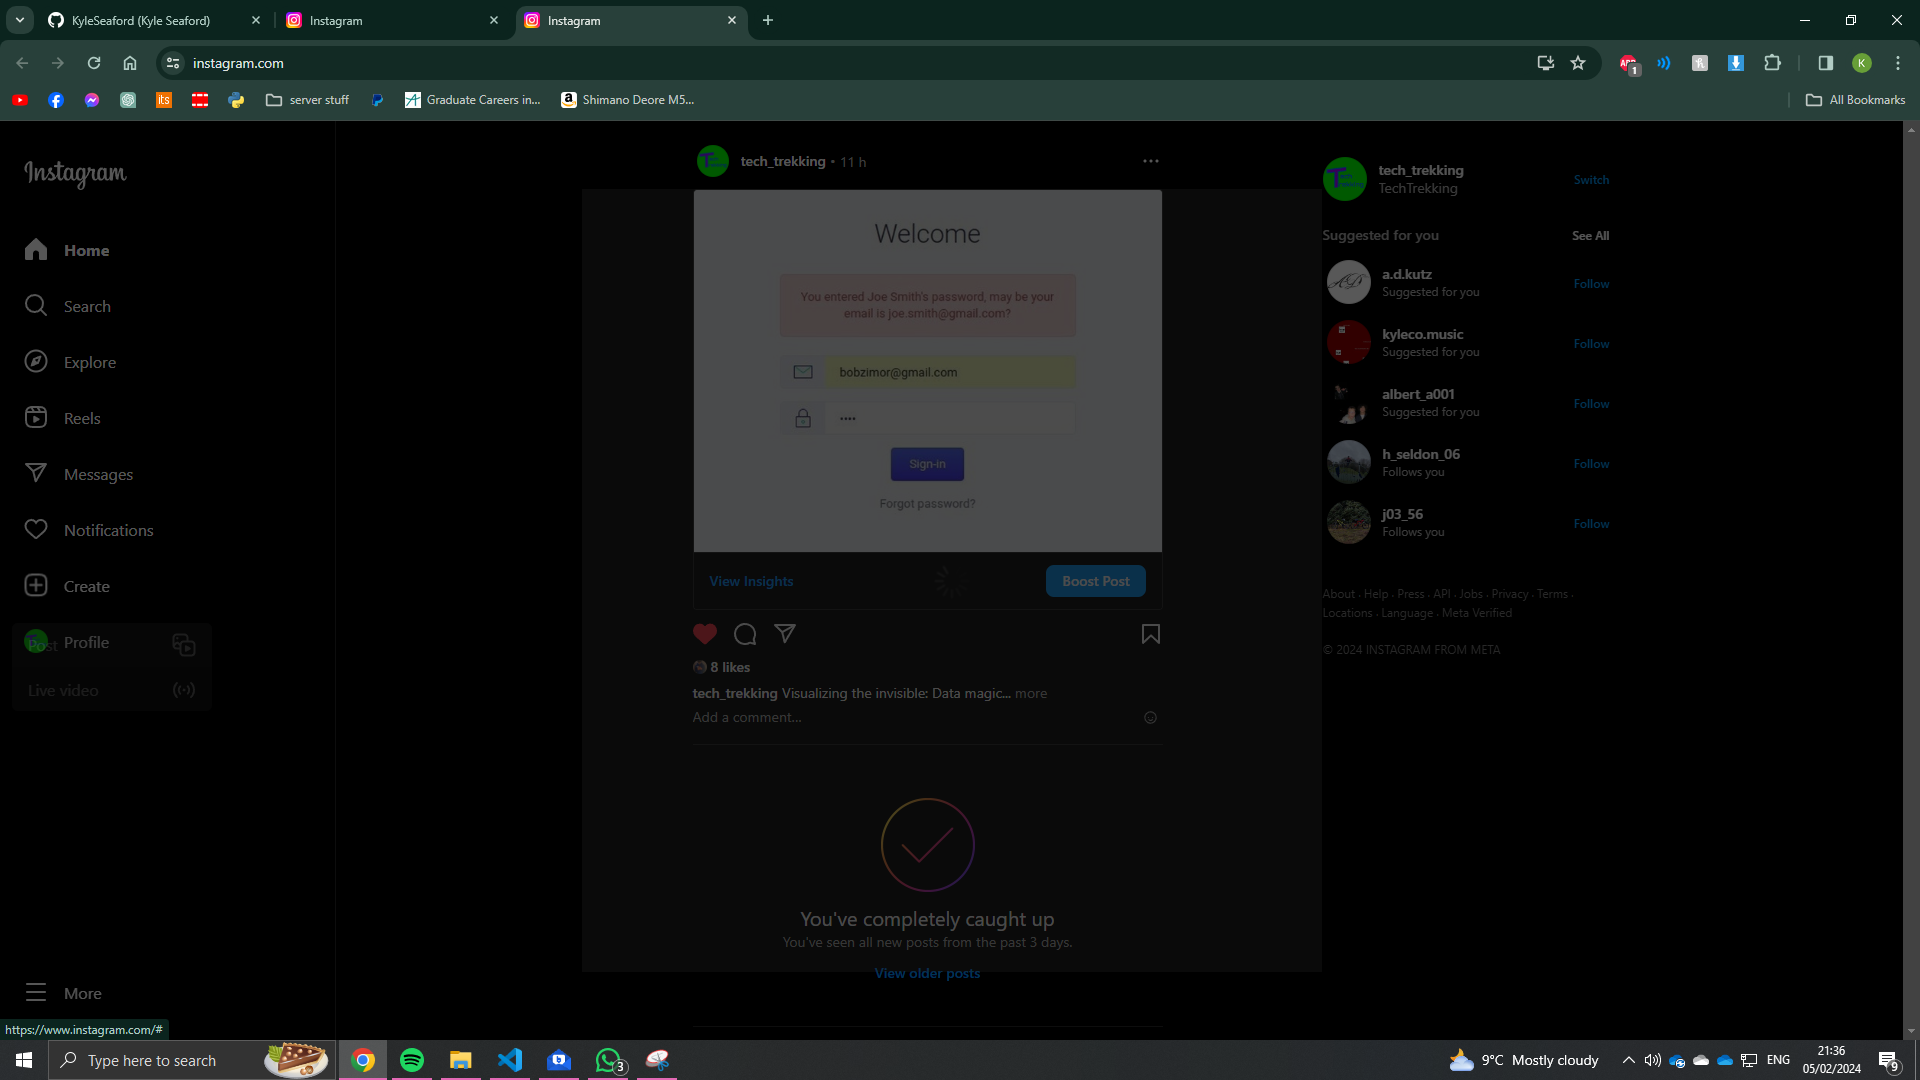 KyleSeaford (Kyle Seaford)
Instagram
Instagram
instagram.com
ABP
1
K
its
server stuff
Graduate Careers in...
Shimano Deore M5...
All Bookmarks
Instagram
Home
Search
Explore
Reels
Messages
Notifications
Create
Profile
Post
Live video
More
tech_trekking • 11 h
Welcome
You entered Joe Smith's password, may be your
email is joe.smith@gmail.com?
bobzimor@gmail.com
••••
Sign-in
Forgot password?
View Insights
Boost Post
8 likes
tech_trekking Visualizing the invisible: Data magic... more
Add a comment...
You've completely caught up
You've seen all new posts from the past 3 days.
View older posts
tech_trekking
TechTrekking
Switch
Suggested for you
See All
a.d.kutz
Suggested for you
Follow
kyleco.music
Suggested for you
Follow
albert_a001
Suggested for you
Follow
h_seldon_06
Follows you
Follow
j03_56
Follows you
Follow
About · Help · Press · API · Jobs · Privacy · Terms ·
Locations · Language · Meta Verified
© 2024 INSTAGRAM FROM META
https://www.instagram.com/#
Type here to search
3
9°C Mostly cloudy
ENG
21:36
05/02/2024
9